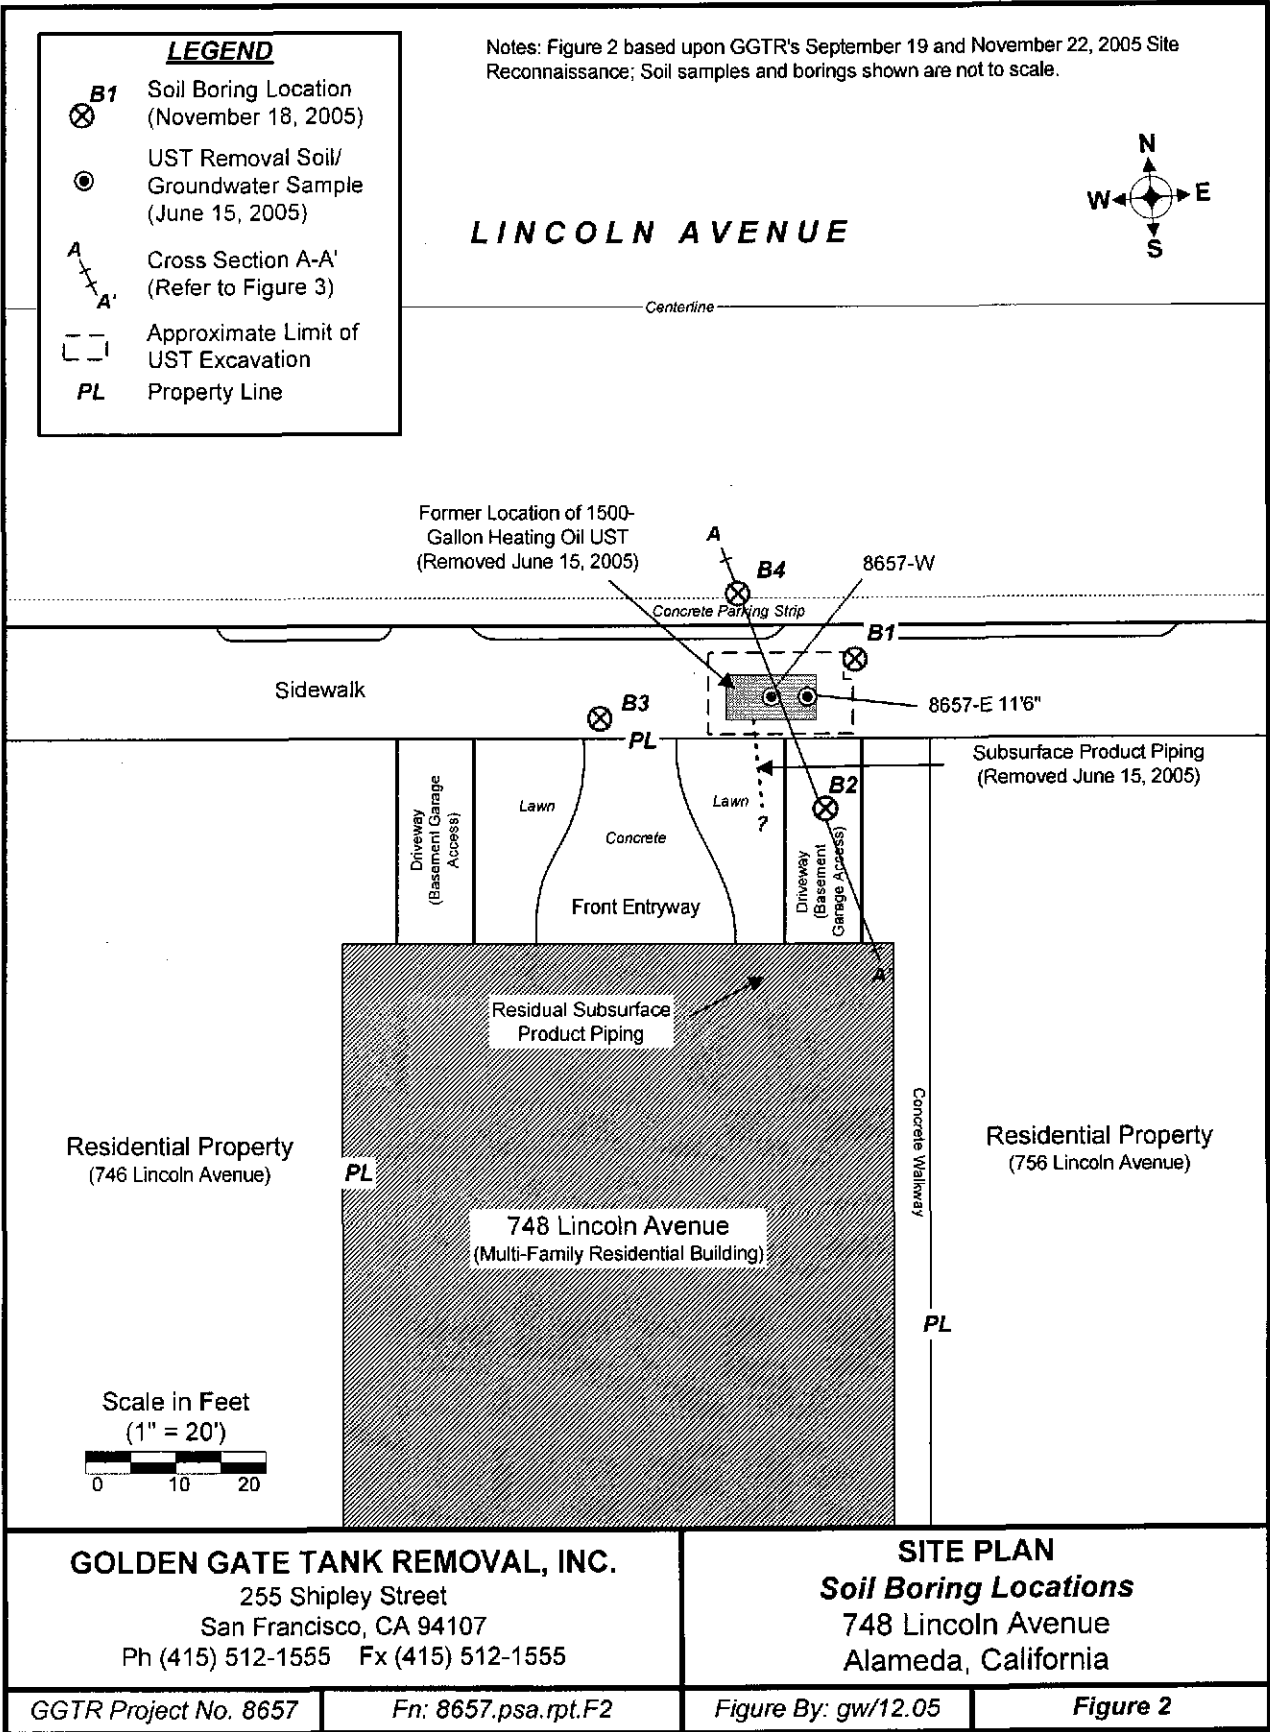 LEGEND
B1
Soil Boring Location
(November 18, 2005)
UST Removal Soil/
Groundwater Sample
(June 15, 2005)
A
A'
Cross Section A-A'
(Refer to Figure 3)
Approximate Limit of
UST Excavation
PL
Property Line
Notes: Figure 2 based upon GGTR's September 19 and November 22, 2005 Site
Reconnaissance; Soil samples and borings shown are not to scale.
N
W
E
S
LINCOLN AVENUE
Centerline
Former Location of 1500-
Gallon Heating Oil UST
(Removed June 15, 2005)
A
B4
8657-W
Concrete Parking Strip
B1
Sidewalk
B3
8657-E 11'6"
PL
Subsurface Product Piping
(Removed June 15, 2005)
Driveway
(Basement Garage
Access)
Lawn
Concrete
Front Entryway
Lawn
?
B2
Driveway
(Basement
Garage Access)
A'
Residual Subsurface
Product Piping
Concrete Walkway
Residential Property
(746 Lincoln Avenue)
PL
Residential Property
(756 Lincoln Avenue)
748 Lincoln Avenue
(Multi-Family Residential Building)
PL
Scale in Feet
(1" = 20')
0 10 20
GOLDEN GATE TANK REMOVAL, INC.
255 Shipley Street
San Francisco, CA 94107
Ph (415) 512-1555 Fx (415) 512-1555
SITE PLAN
Soil Boring Locations
748 Lincoln Avenue
Alameda, California
GGTR Project No. 8657
Fn: 8657.psa.rpt.F2
Figure By: gw/12.05
Figure 2